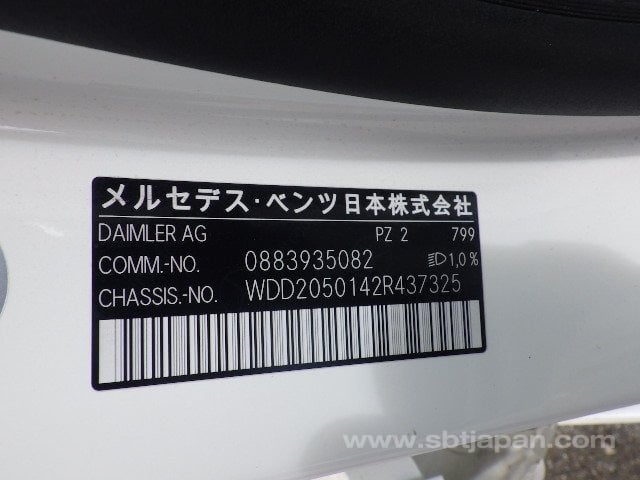 メルセデス・ベンツ日本株式会社
DAIMLER AG PZ 2 799
COMM.-NO. 0883935082 1,0%
CHASSIS.-NO. WDD2050142R437325
www.sbtjapan.com